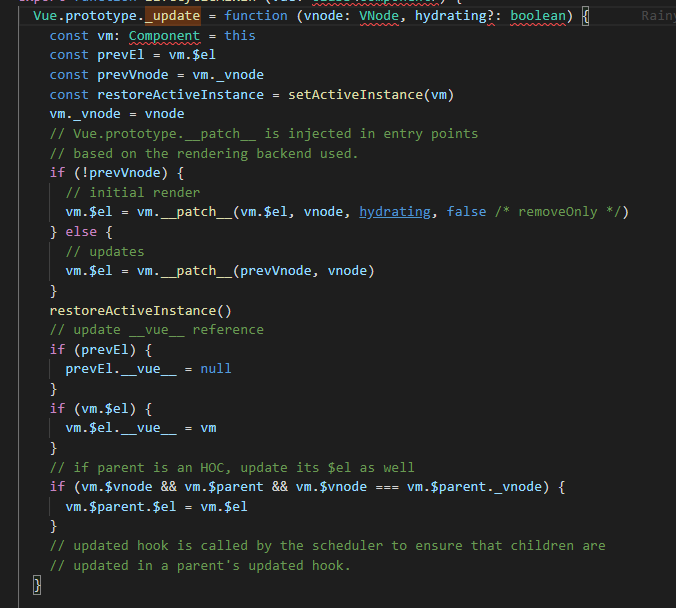 Vue.prototype._update = function (vnode: VNode, hydrating?: boolean) { Rainy
const vm: Component = this
const prevEl = vm.$el
const prevVnode = vm._vnode
const restoreActiveInstance = setActiveInstance(vm)
vm._vnode = vnode
// Vue.prototype.__patch__ is injected in entry points
// based on the rendering backend used.
if (!prevVnode) {
// initial render
vm.$el = vm.__patch__(vm.$el, vnode, hydrating, false /* removeOnly */)
} else {
// updates
vm.$el = vm.__patch__(prevVnode, vnode)
}
restoreActiveInstance()
// update __vue__ reference
if (prevEl) {
prevEl.__vue__ = null
}
if (vm.$el) {
vm.$el.__vue__ = vm
}
// if parent is an HOC, update its $el as well
if (vm.$vnode && vm.$parent && vm.$vnode === vm.$parent._vnode) {
vm.$parent.$el = vm.$el
}
// updated hook is called by the scheduler to ensure that children are
// updated in a parent's updated hook.
}